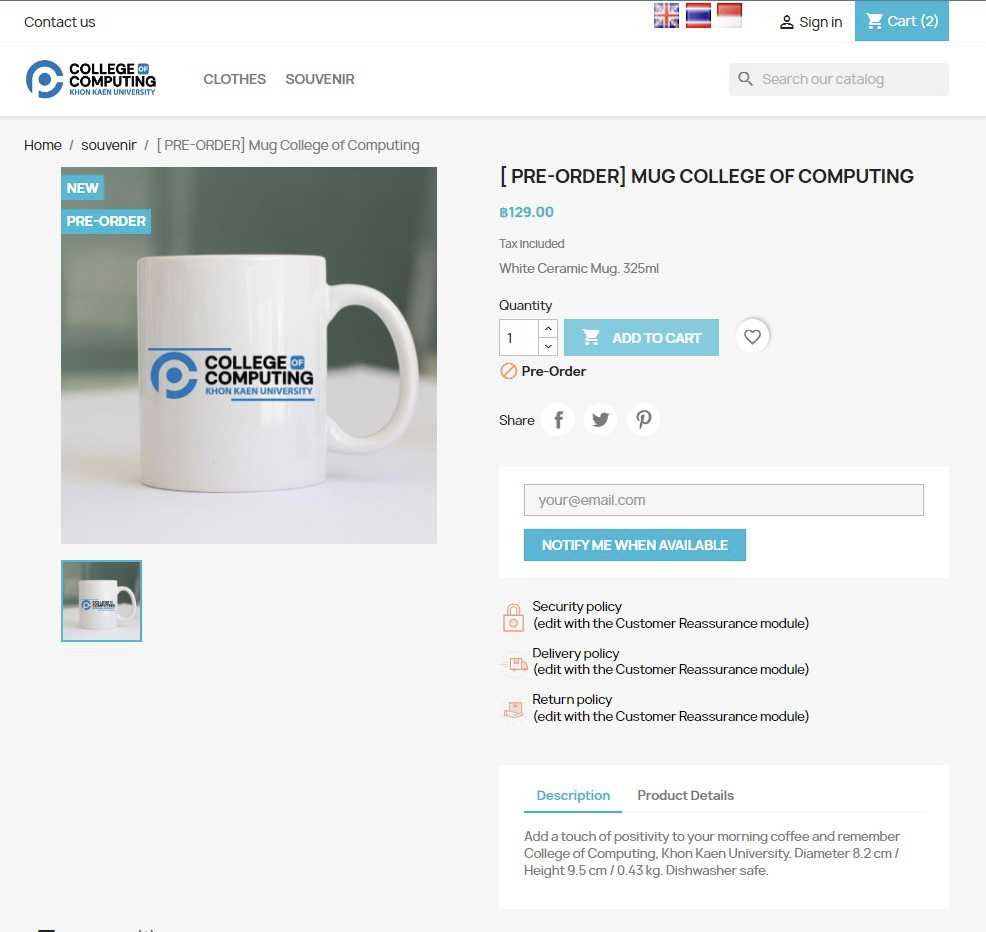 Contact us
Sign in
Cart (2)
COLLEGE OF
COMPUTING
KHON KAEN UNIVERSITY
CLOTHES
SOUVENIR
Search our catalog
Home / souvenir / [ PRE-ORDER] Mug College of Computing
NEW
PRE-ORDER
COLLEGE OF
COMPUTING
KHON KAEN UNIVERSITY
[ PRE-ORDER] MUG COLLEGE OF COMPUTING
฿129.00
Tax included
White Ceramic Mug. 325ml
Quantity
1
ADD TO CART
Pre-Order
Share
your@email.com
NOTIFY ME WHEN AVAILABLE
Security policy
(edit with the Customer Reassurance module)
Delivery policy
(edit with the Customer Reassurance module)
Return policy
(edit with the Customer Reassurance module)
Description
Product Details
Add a touch of positivity to your morning coffee and remember
College of Computing, Khon Kaen University. Diameter 8.2 cm /
Height 9.5 cm / 0.43 kg. Dishwasher safe.